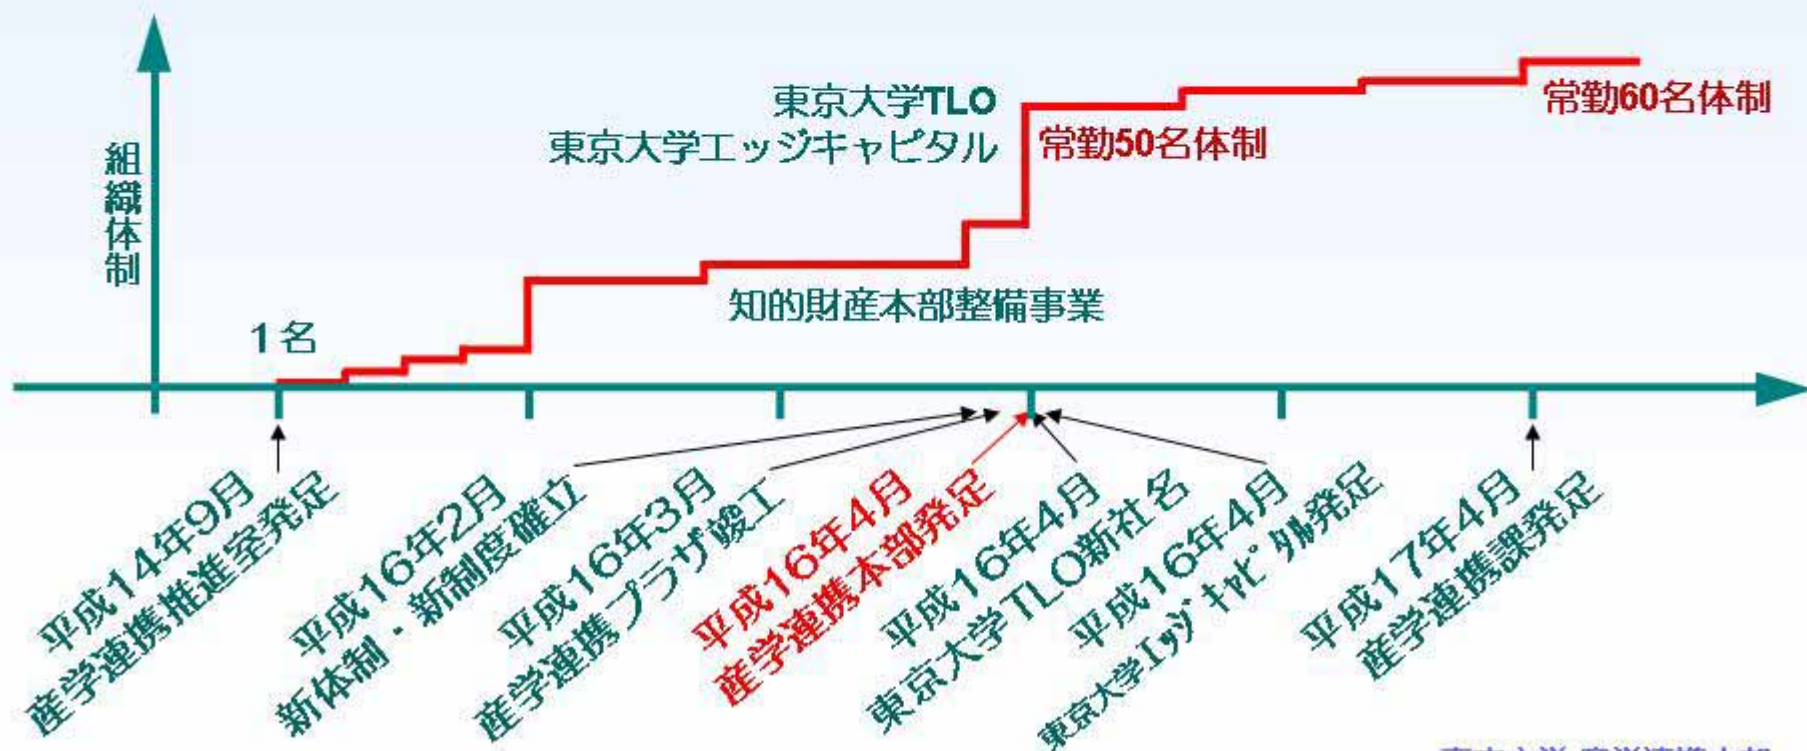 東京大学TLO
東京大学エッジキャピタル
常勤50名体制
常勤60名体制
組織体制
1名
知的財産本部整備事業
平成14年9月
産学連携推進室発足
平成16年2月
新体制・新制度確立
平成16年3月
産学連携プラザ竣工
平成16年4月
産学連携本部発足
平成16年4月
東京大学TLO新社名
平成16年4月
東京大学ｴｯｼﾞｷｬﾋﾟﾀﾙ発足
平成17年4月
産学連携課発足